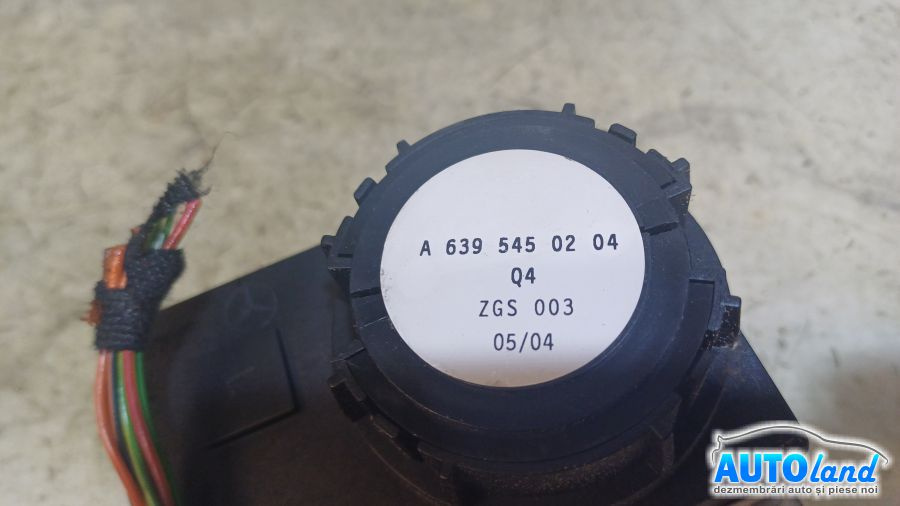 A 639 545 02 04
Q4
ZGS 003
05/04
AUTOland
dezmembrări auto și piese noi